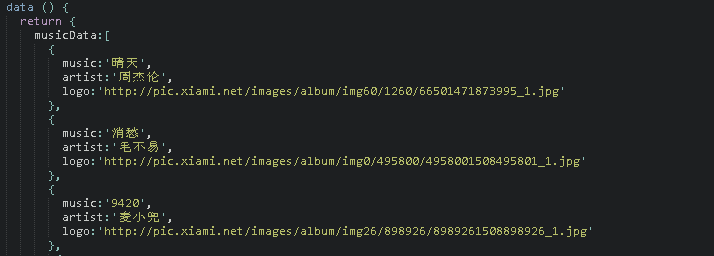 data () {
return {
musicData:[
{
music:'晴天',
artist:'周杰伦',
logo:'http://pic.xiami.net/images/album/img60/1260/66501471873995_1.jpg'
},
{
music:'消愁',
artist:'毛不易',
logo:'http://pic.xiami.net/images/album/img0/495800/4958001508495801_1.jpg'
},
{
music:'9420',
artist:'麦小兜',
logo:'http://pic.xiami.net/images/album/img26/898926/8989261508898926_1.jpg'
},